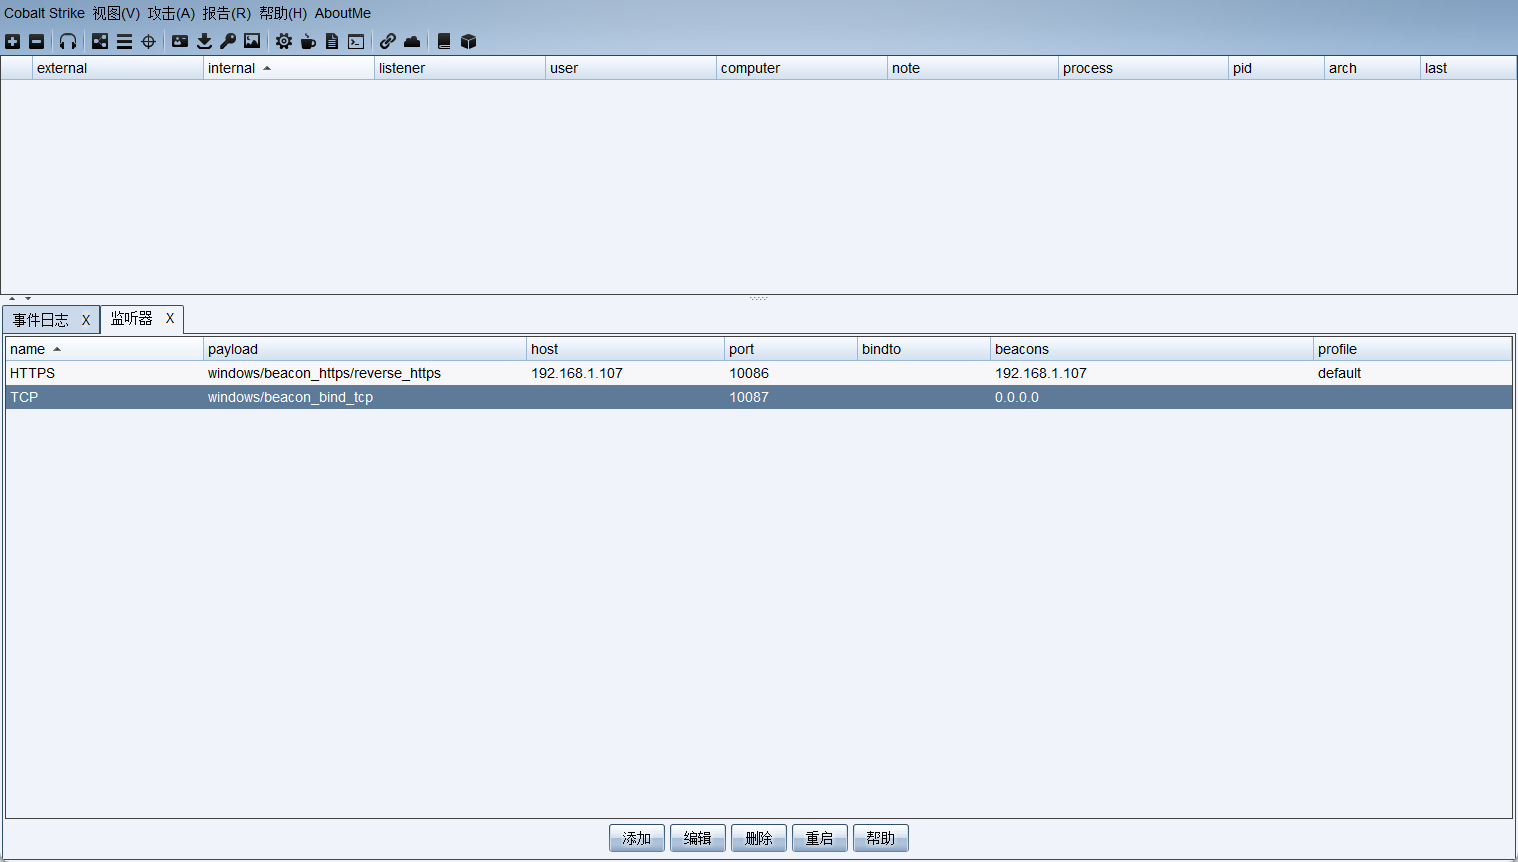 Cobalt Strike 视图(V) 攻击(A) 报告(R) 帮助(H) AboutMe
external internal listener user computer note process pid arch last
事件日志 X 监听器 X
name payload host port bindto beacons profile
HTTPS windows/beacon_https/reverse_https 192.168.1.107 10086 192.168.1.107 default
TCP windows/beacon_bind_tcp 10087 0.0.0.0
添加 编辑 删除 重启 帮助